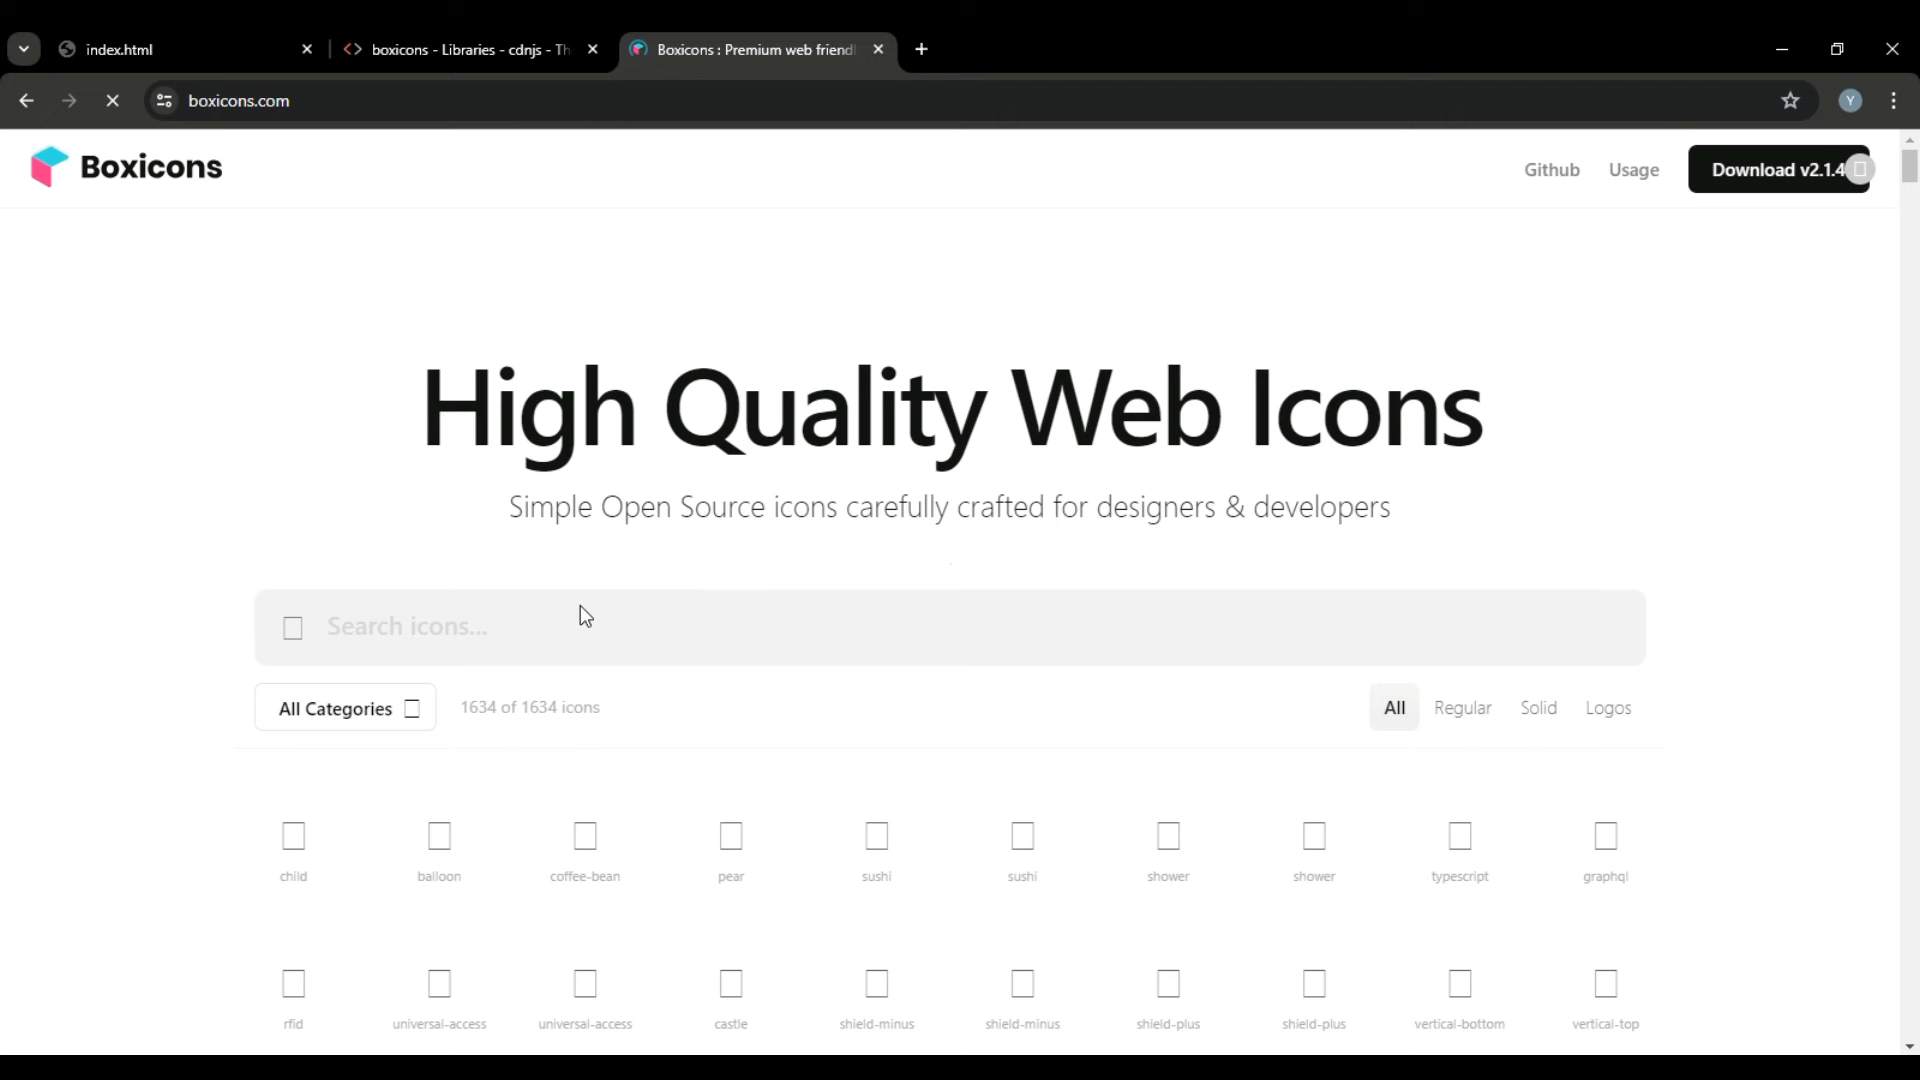 index.html
boxicons - Libraries - cdnjs - Th
Boxicons : Premium web friendl
boxicons.com
Y
Boxicons
Github
Usage
Download v2.1.4
High Quality Web Icons
Simple Open Source icons carefully crafted for designers & developers
Search icons...
All Categories
1634 of 1634 icons
All
Regular
Solid
Logos
child
balloon
coffee-bean
pear
sushi
sushi
shower
shower
typescript
graphql
rfid
universal-access
universal-access
castle
shield-minus
shield-minus
shield-plus
shield-plus
vertical-bottom
vertical-top